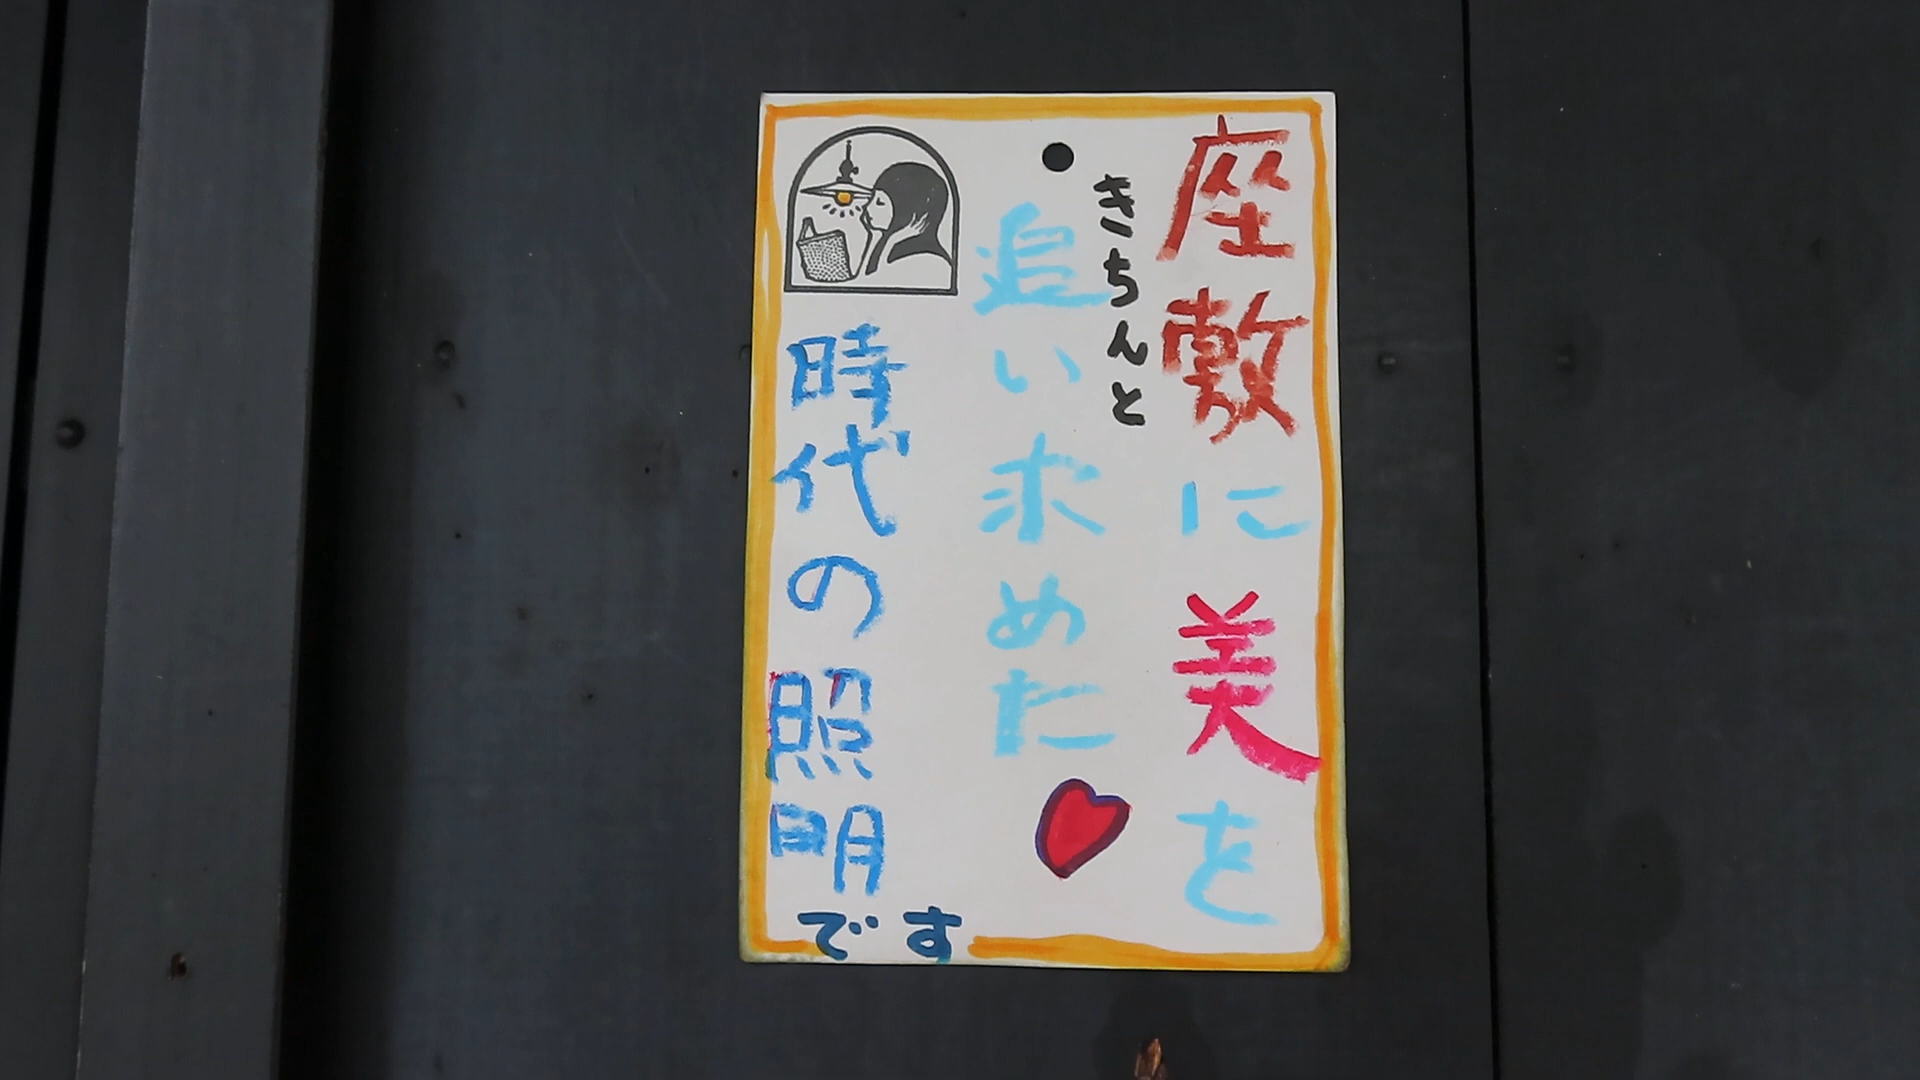 座敷に美を
きちんと
追い求めた
時代の照明
です